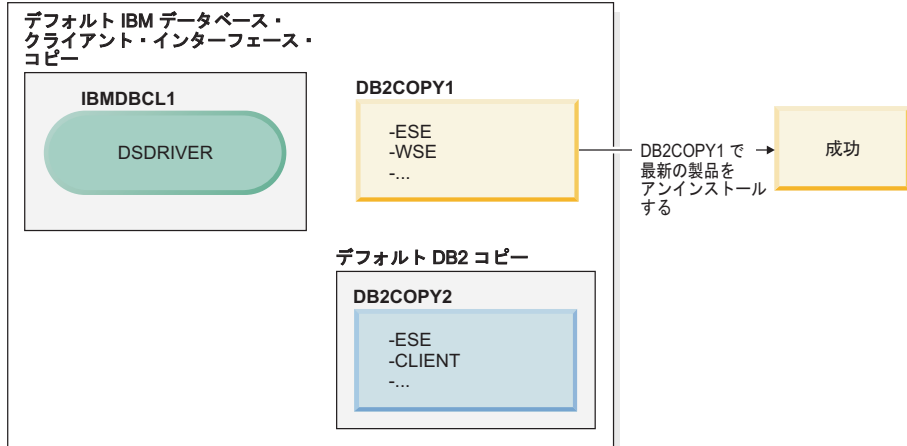 デフォルト IBM データベース・
クライアント・インターフェース・
コピー
IBMDBCL1
DSDRIVER
DB2COPY1
-ESE
-WSE
-...
DB2COPY1 で
最新の製品を
アンインストール
する
成功
デフォルト DB2 コピー
DB2COPY2
-ESE
-CLIENT
-...